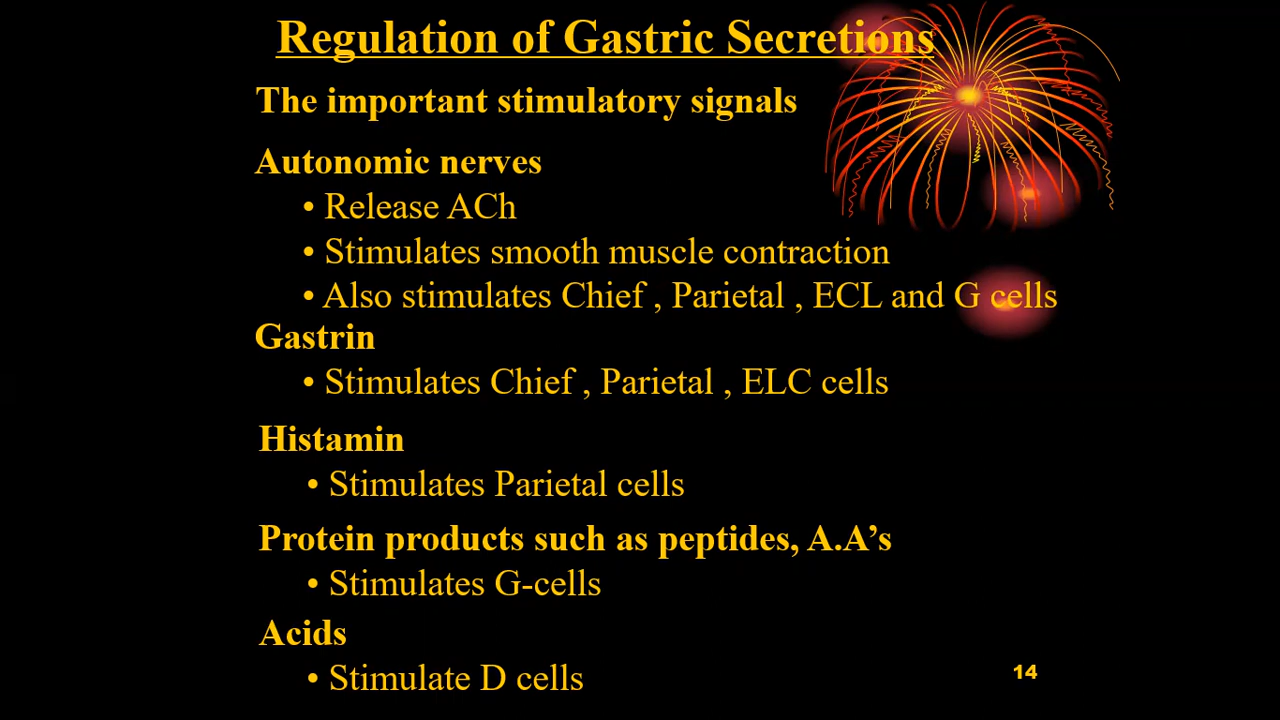 Regulation of Gastric Secretions
The important stimulatory signals
Autonomic nerves
• Release ACh
• Stimulates smooth muscle contraction
• Also stimulates Chief , Parietal , ECL and G cells
Gastrin
• Stimulates Chief , Parietal , ELC cells
Histamin
• Stimulates Parietal cells
Protein products such as peptides, A.A’s
• Stimulates G-cells
Acids
• Stimulate D cells
14